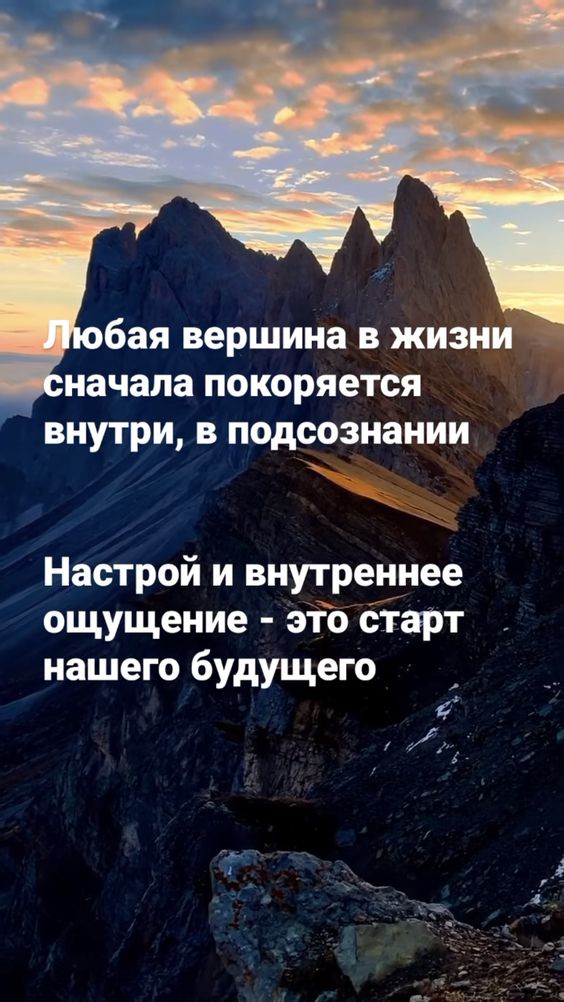 Любая вершина в жизни
сначала покоряется
внутри, в подсознании
Настрой и внутреннее
ощущение - это старт
нашего будущего